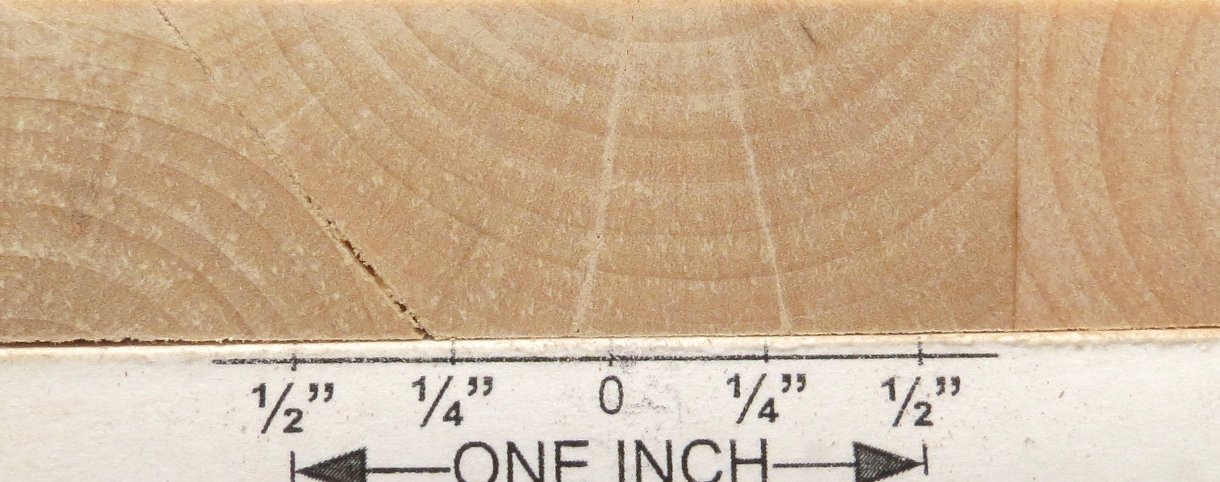 ½” ¼” 0 ¼” ½”
ONE INCH